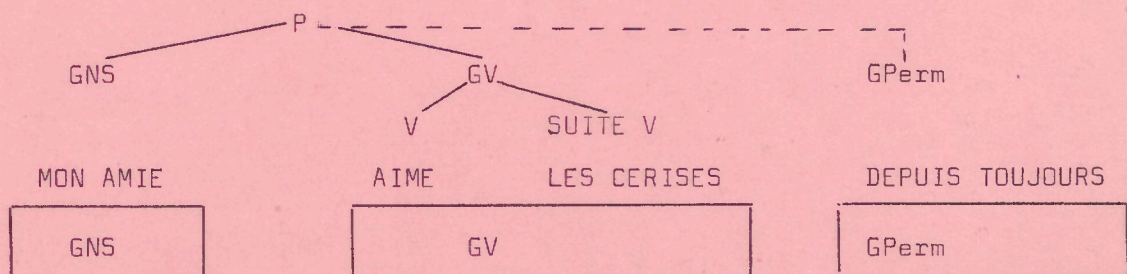 P
GNS GV GPerm
V SUITE V
MON AMIE AIME LES CERISES DEPUIS TOUJOURS
GNS GV GPerm